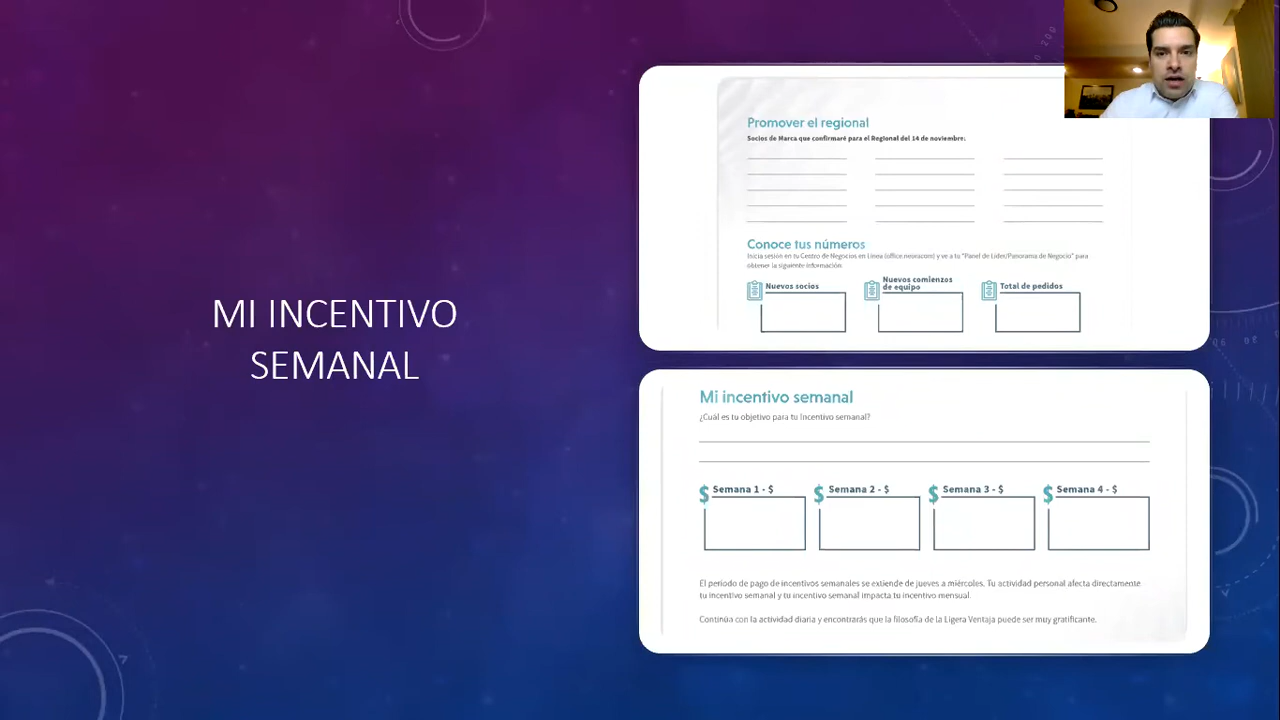 MI INCENTIVO
SEMANAL
Promover el regional
Socios de Marca que confirmaré para el Regional del 14 de noviembre:
Conoce tus números
Inicia sesión en tu Centro de Negocios en Línea (office.neora.com) y ve a tu "Panel de Líder/Panorama de Negocio" para
obtener la siguiente información:
Nuevos socios
Nuevos comienzos
de equipo
Total de pedidos
Mi incentivo semanal
¿Cuál es tu objetivo para tu Incentivo semanal?
$ Semana 1 - $
$ Semana 2 - $
$ Semana 3 - $
$ Semana 4 - $
El periodo de pago de incentivos semanales se extiende de jueves a miércoles. Tu actividad personal afecta directamente
tu incentivo semanal y tu incentivo semanal impacta tu incentivo mensual.
Continúa con la actividad diaria y encontrarás que la filosofía de la Ligera Ventaja puede ser muy gratificante.